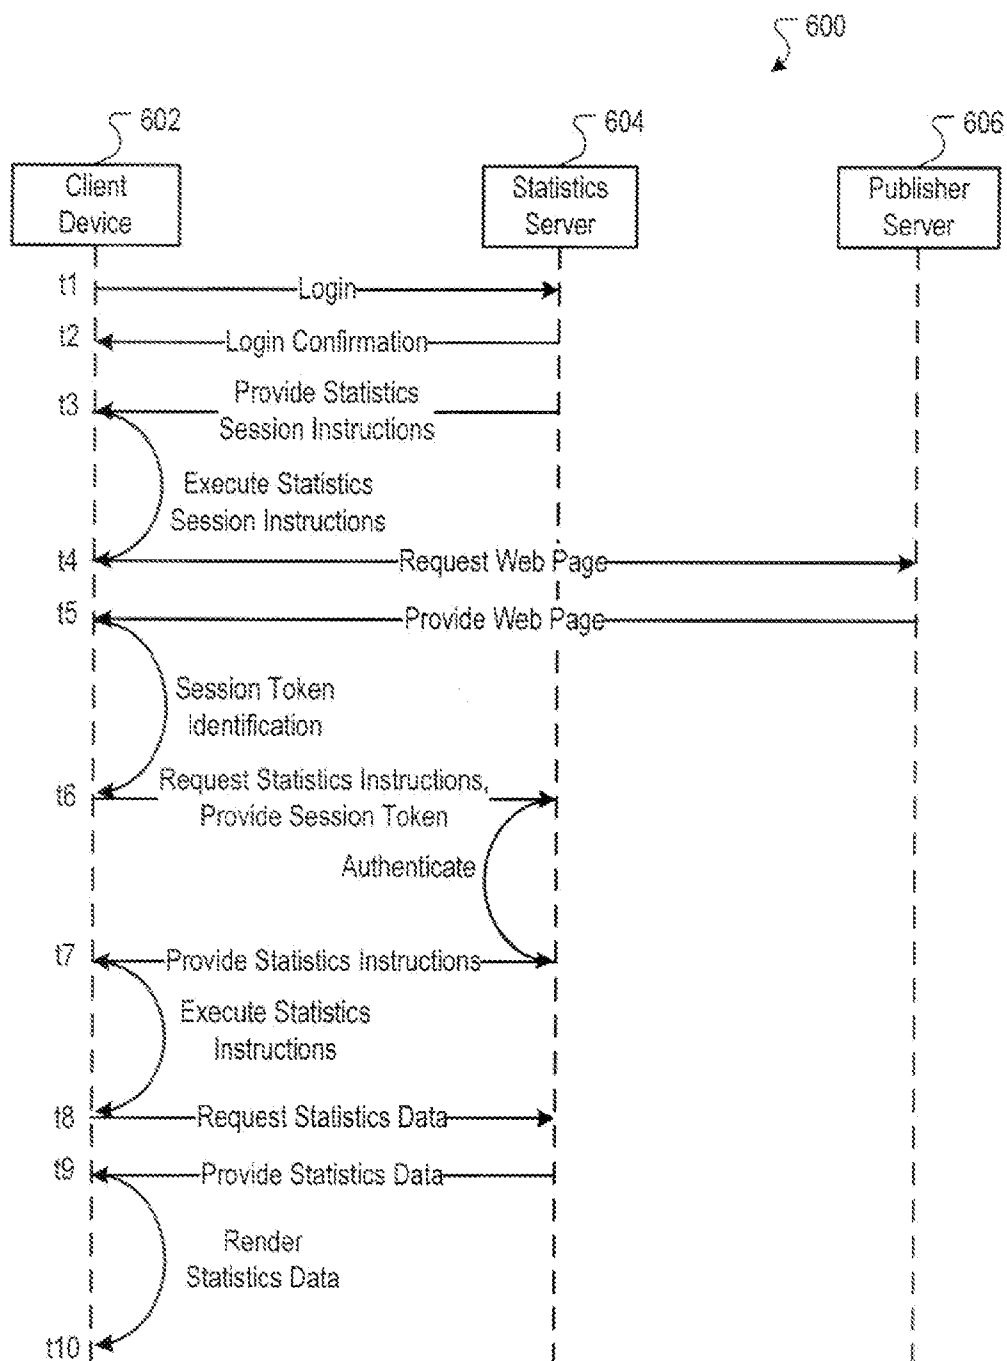 600
602
604
606
Client
Device
Statistics
Server
Publisher
Server
t1
Login
t2
Login Confirmation
t3
Provide Statistics
Session Instructions
Execute Statistics
Session Instructions
t4
Request Web Page
t5
Provide Web Page
Session Token
Identification
t6
Request Statistics Instructions,
Provide Session Token
Authenticate
t7
Provide Statistics Instructions
Execute Statistics
Instructions
t8
Request Statistics Data
t9
Provide Statistics Data
Render
Statistics Data
t10